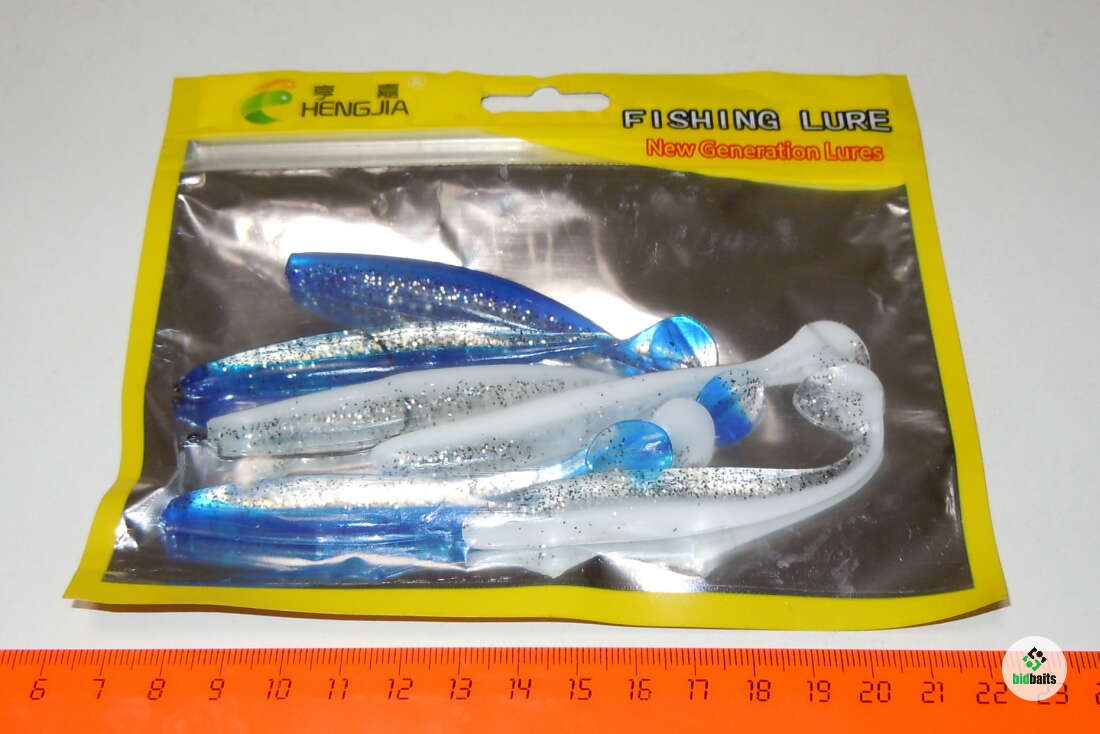 亨 嘉 ®
HENGJIA
FISHING LURE
New Generation Lures
6 7 8 9 10 11 12 13 14 15 16 17 18 19 20 21 22 23
bidbaits